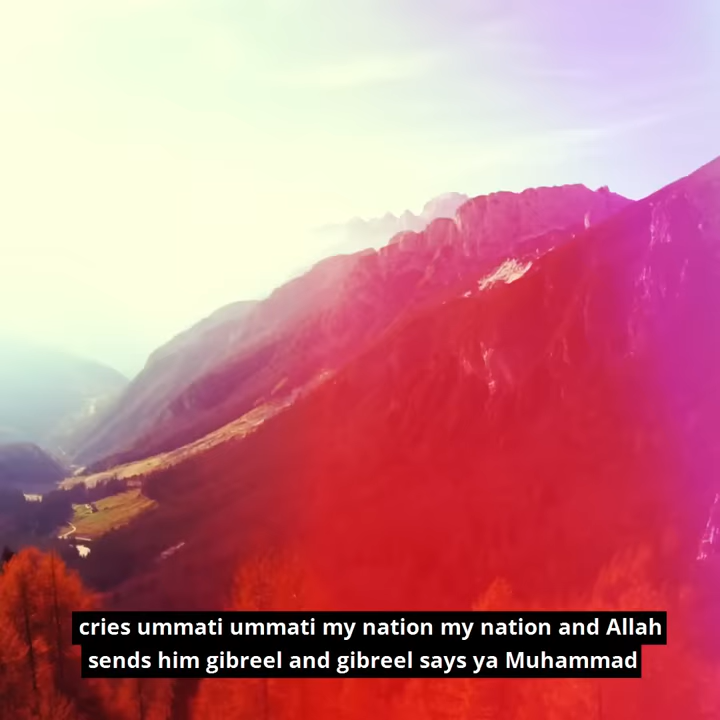 cries ummati ummati my nation my nation and Allah
sends him gibreel and gibreel says ya Muhammad